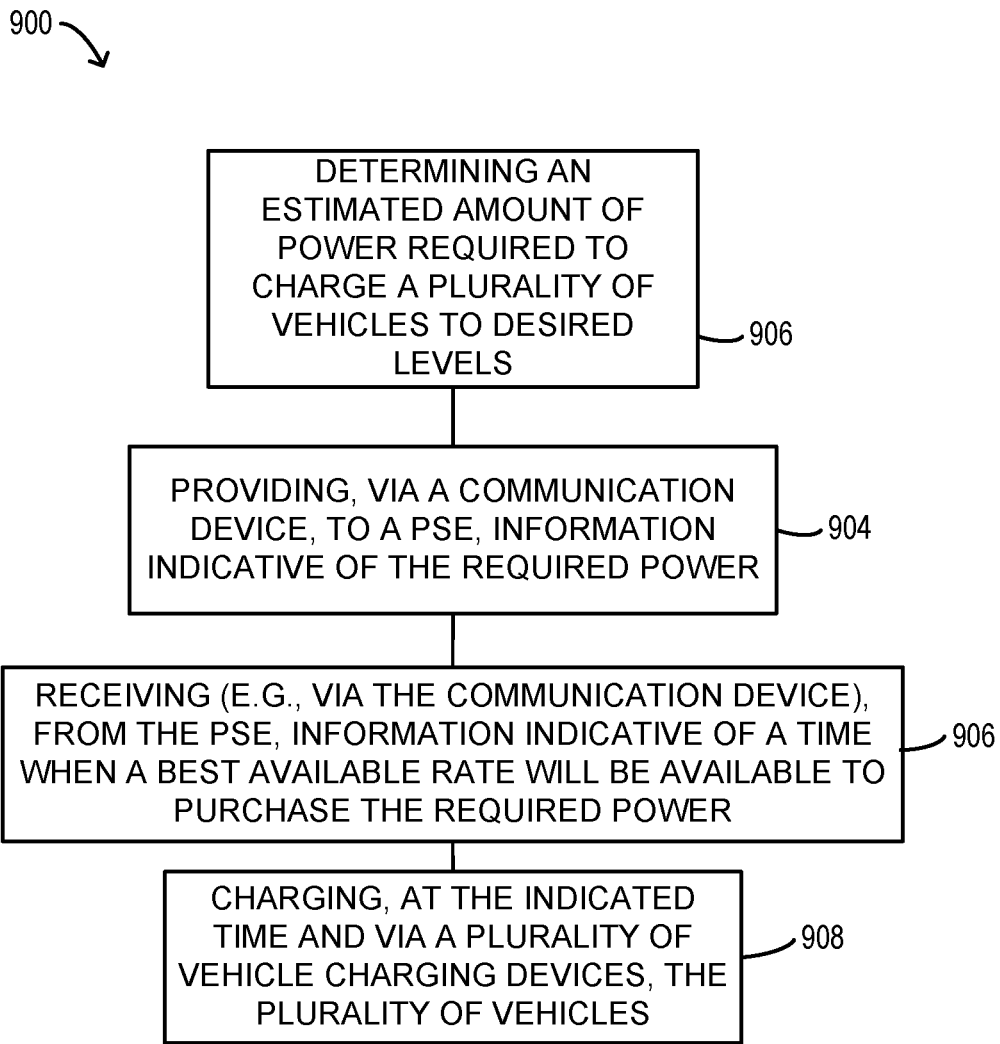 900
DETERMINING AN
ESTIMATED AMOUNT OF
POWER REQUIRED TO
CHARGE A PLURALITY OF
VEHICLES TO DESIRED
LEVELS
906
PROVIDING, VIA A COMMUNICATION
DEVICE, TO A PSE, INFORMATION
INDICATIVE OF THE REQUIRED POWER
904
RECEIVING (E.G., VIA THE COMMUNICATION DEVICE),
FROM THE PSE, INFORMATION INDICATIVE OF A TIME
WHEN A BEST AVAILABLE RATE WILL BE AVAILABLE TO
PURCHASE THE REQUIRED POWER
906
CHARGING, AT THE INDICATED
TIME AND VIA A PLURALITY OF
VEHICLE CHARGING DEVICES, THE
PLURALITY OF VEHICLES
908